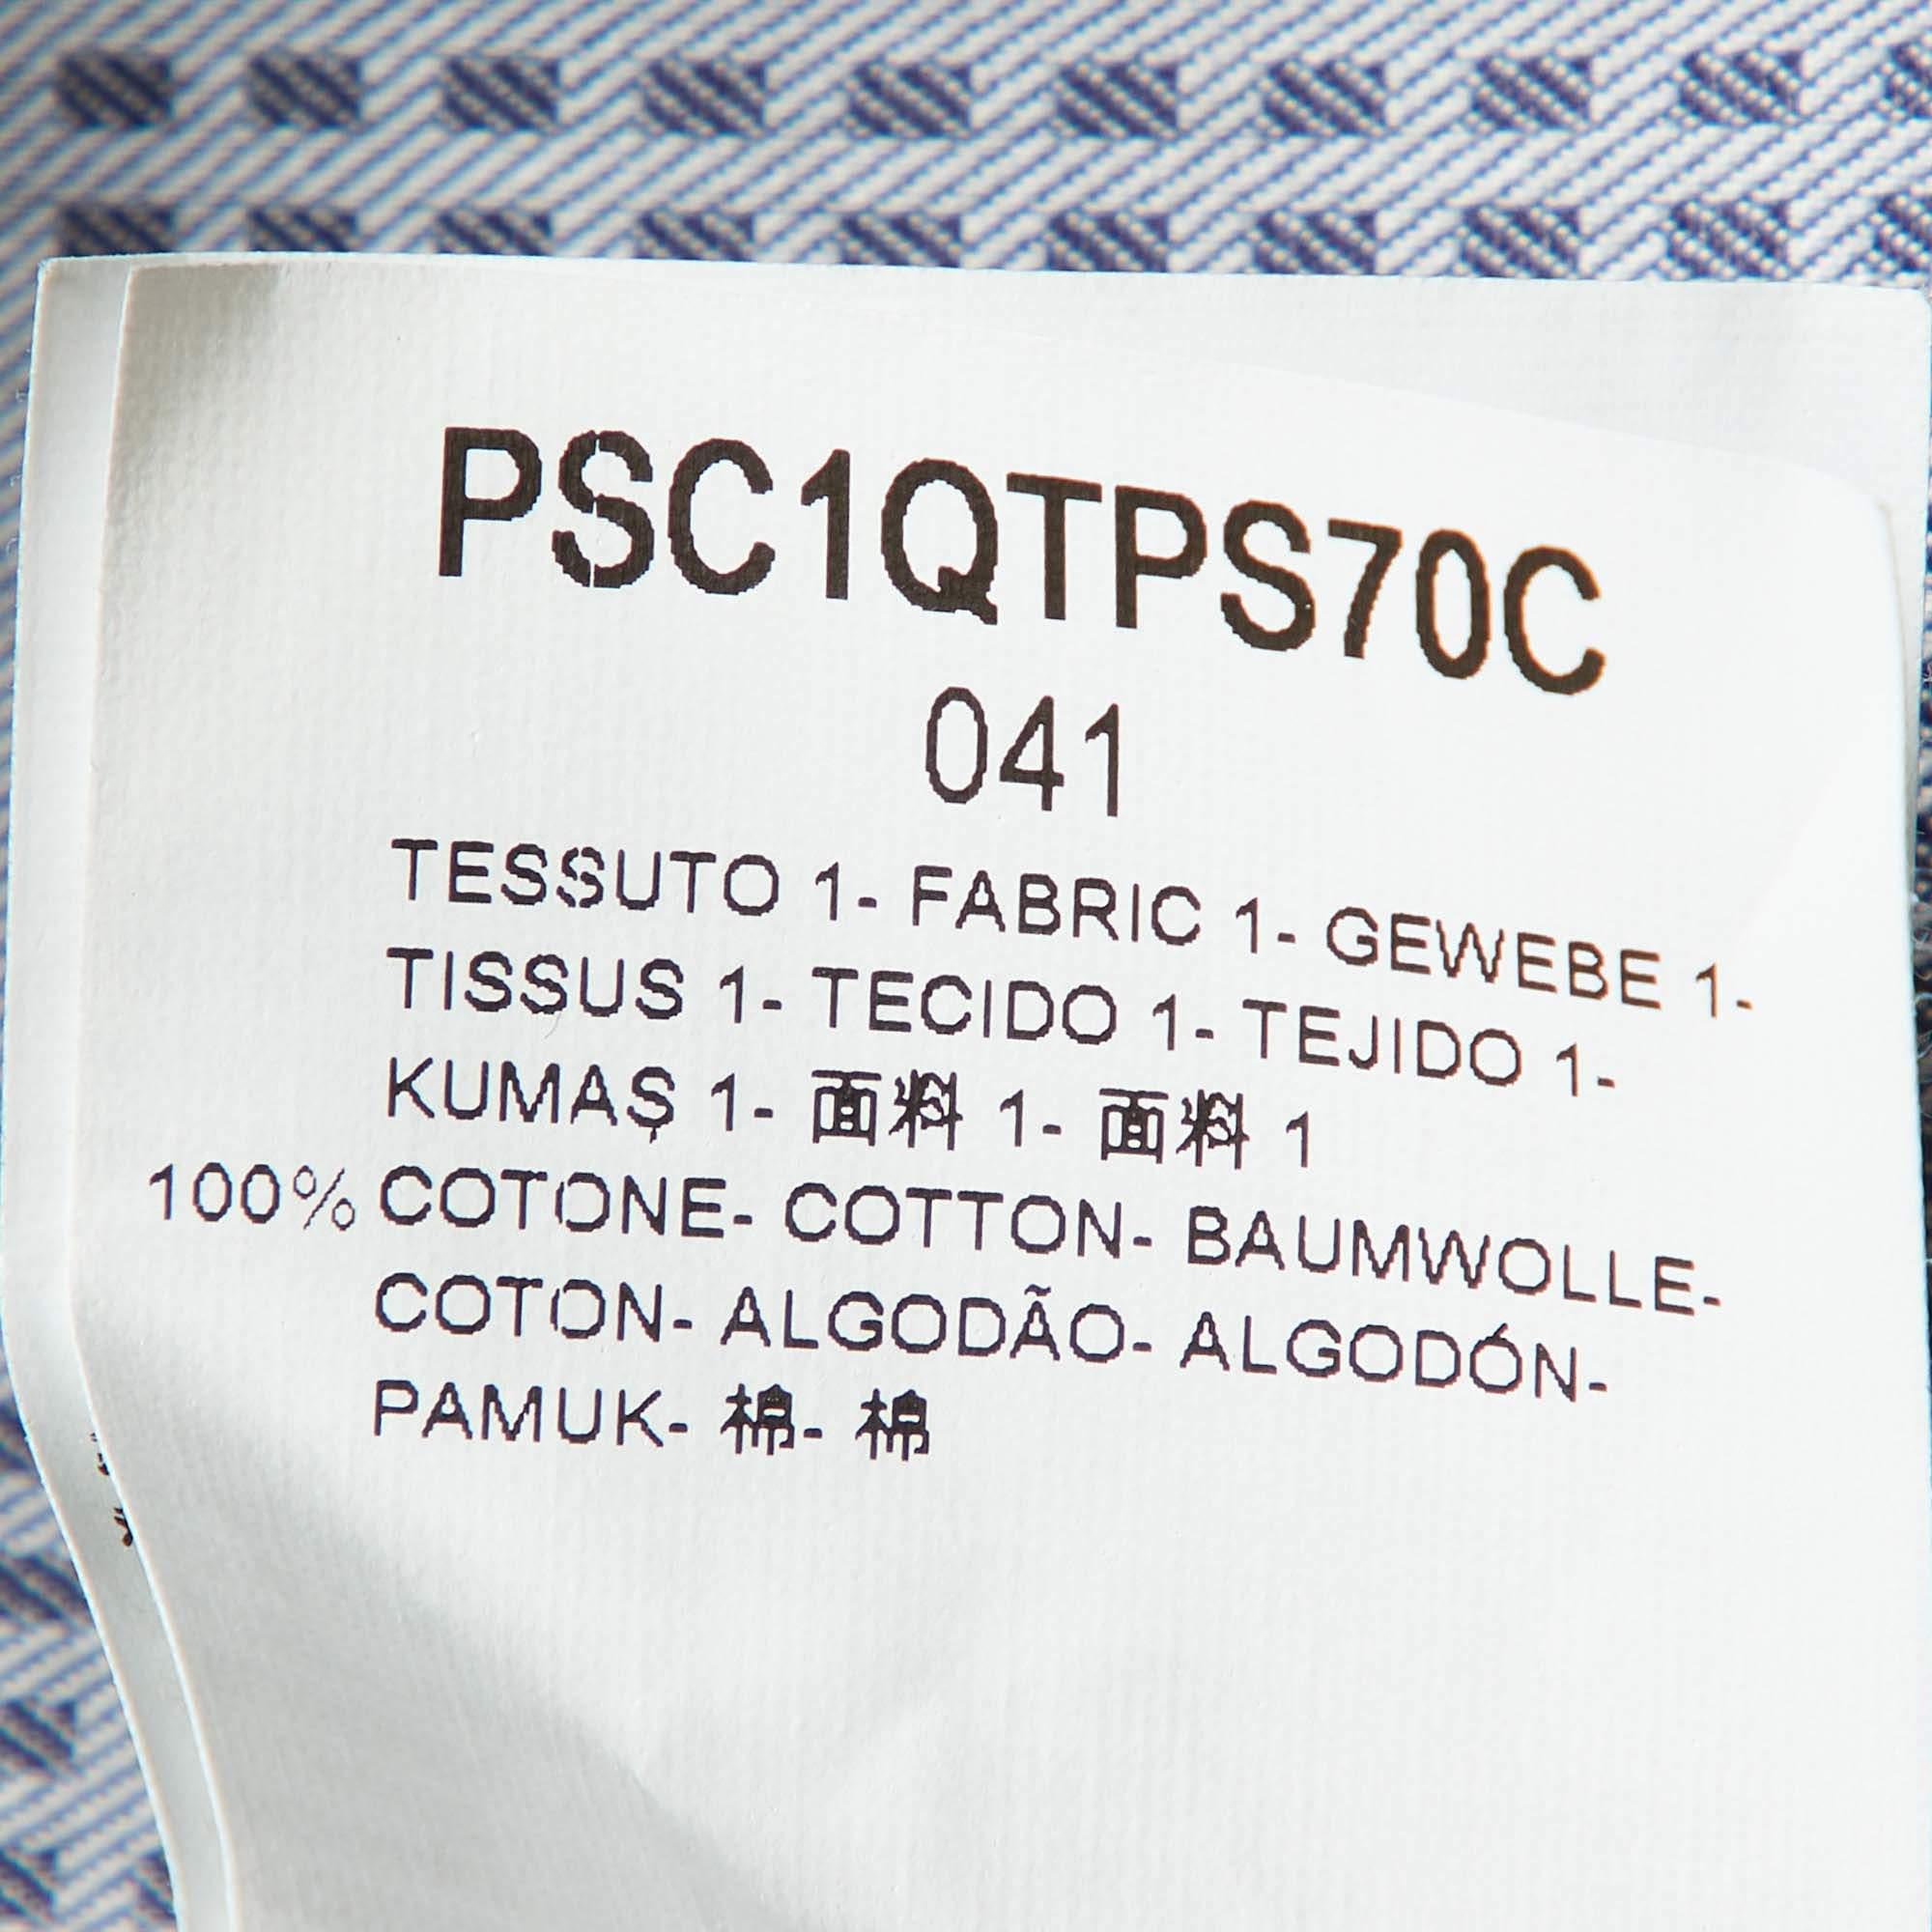 PSC1QTPS70C
041
TESSUTO 1- FABRIC 1- GEWEBE 1-
TISSUS 1- TECIDO 1- TEJIDO 1-
KUMAŞ 1- 面料 1- 面料 1
100% COTONE- COTTON- BAUMWOLLE-
COTON- ALGODÃO- ALGODÓN-
PAMUK- 棉- 棉